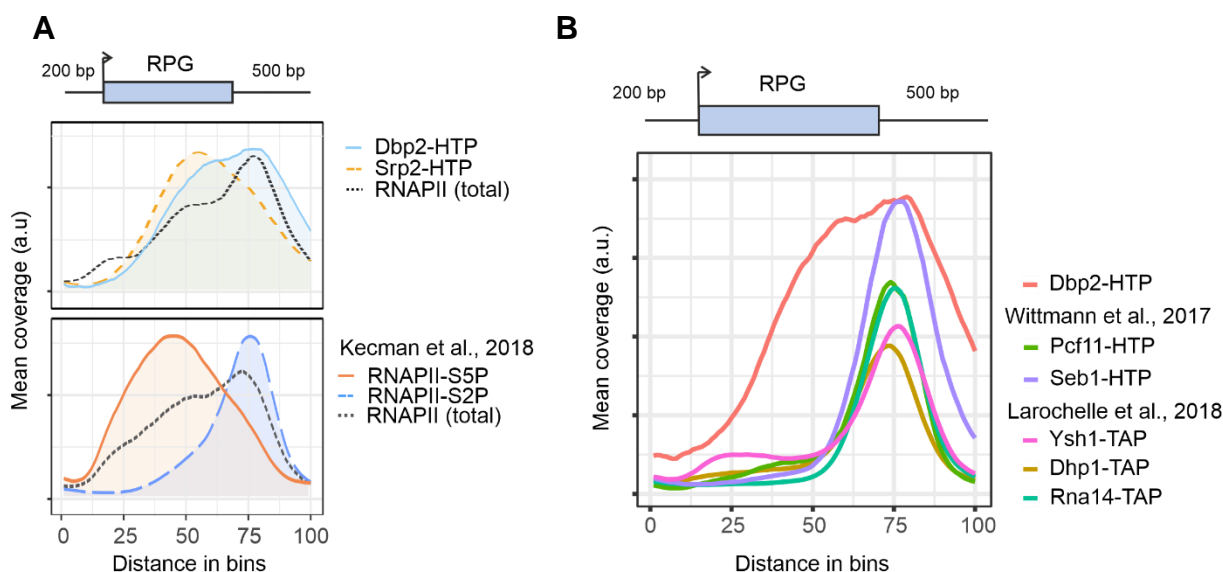 A
200 bp
RPG
500 bp
Mean coverage (a.u)
Dbp2-HTP
Srp2-HTP
RNAPII (total)
Kecman et al., 2018
RNAPII-S5P
RNAPII-S2P
RNAPII (total)
0 25 50 75 100
Distance in bins
B
200 bp
RPG
500 bp
Mean coverage (a.u.)
Dbp2-HTP
Wittmann et al., 2017
Pcf11-HTP
Seb1-HTP
Larochelle et al., 2018
Ysh1-TAP
Dhp1-TAP
Rna14-TAP
0 25 50 75 100
Distance in bins